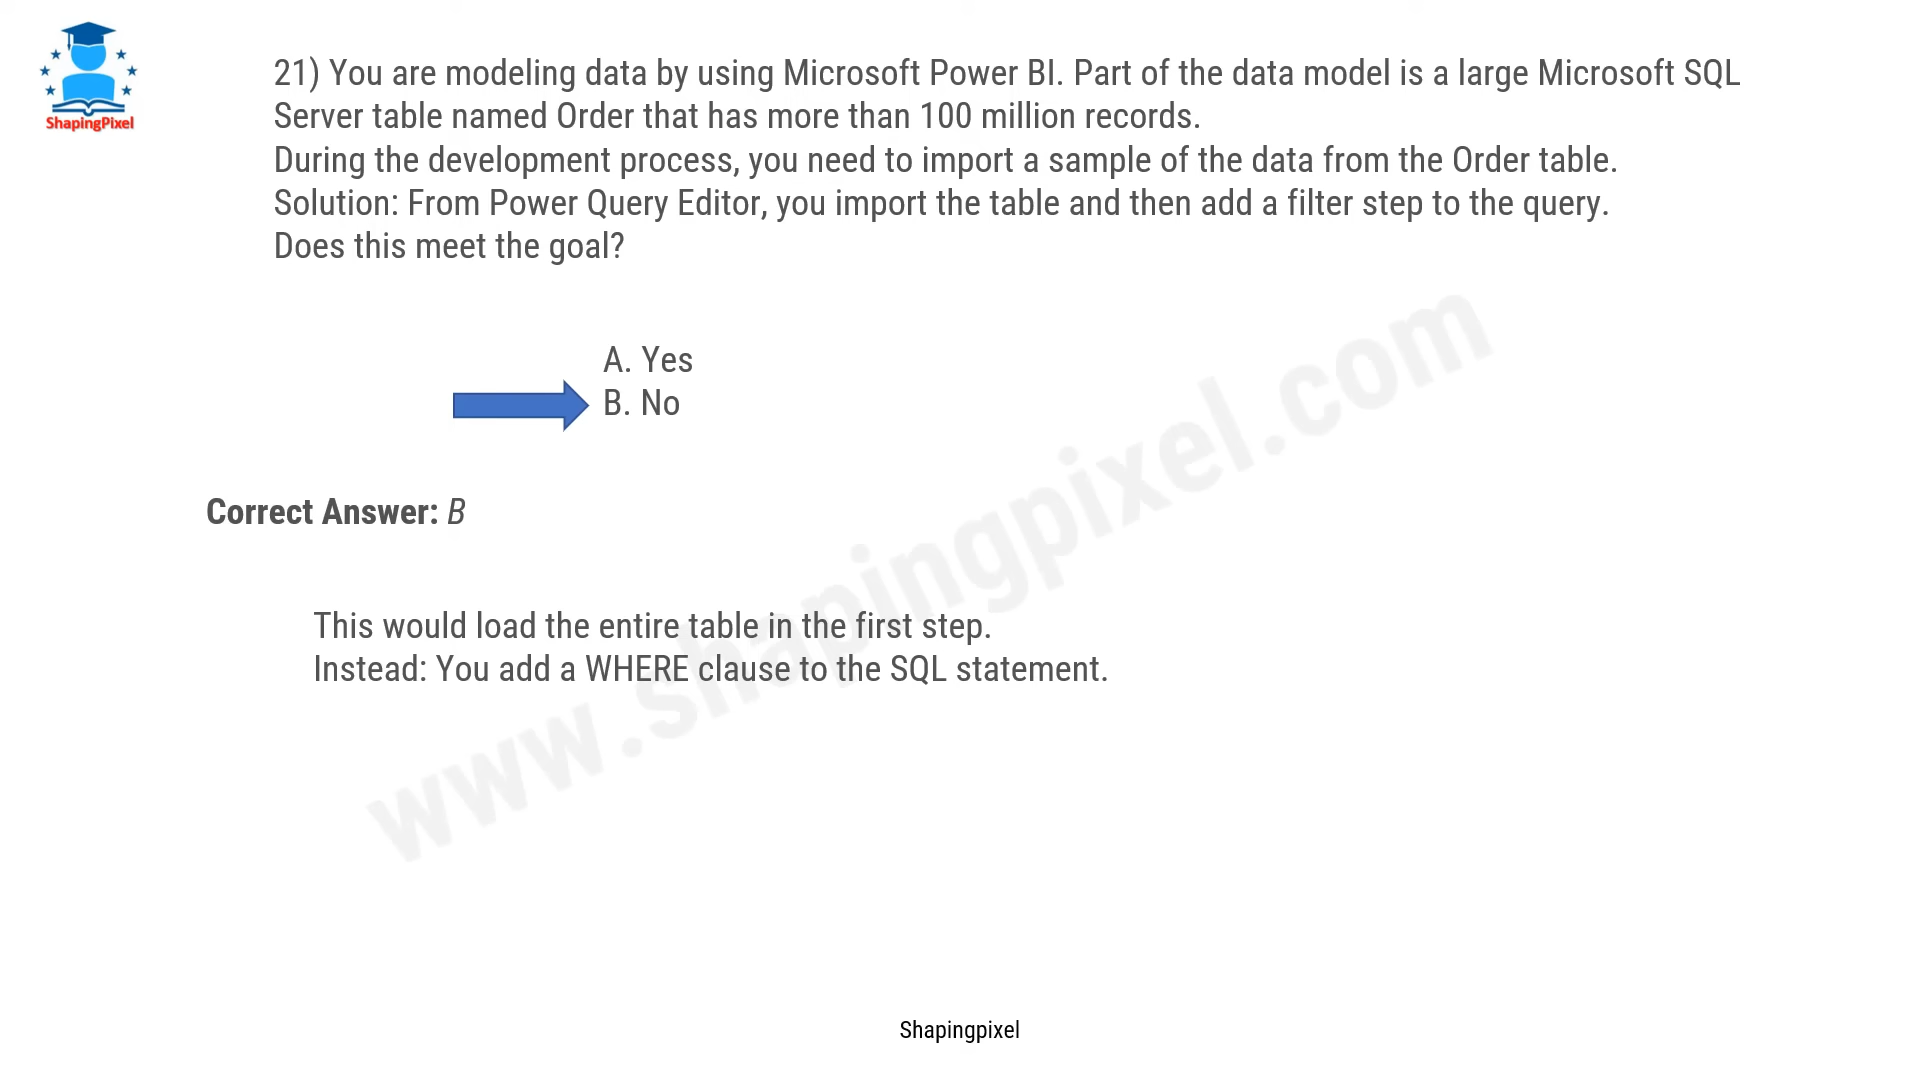 ShapingPixel
21) You are modeling data by using Microsoft Power BI. Part of the data model is a large Microsoft SQL
Server table named Order that has more than 100 million records.
During the development process, you need to import a sample of the data from the Order table.
Solution: From Power Query Editor, you import the table and then add a filter step to the query.
Does this meet the goal?
A. Yes
B. No
Correct Answer: B
This would load the entire table in the first step.
Instead: You add a WHERE clause to the SQL statement.
www.shapingpixel.com
Shapingpixel